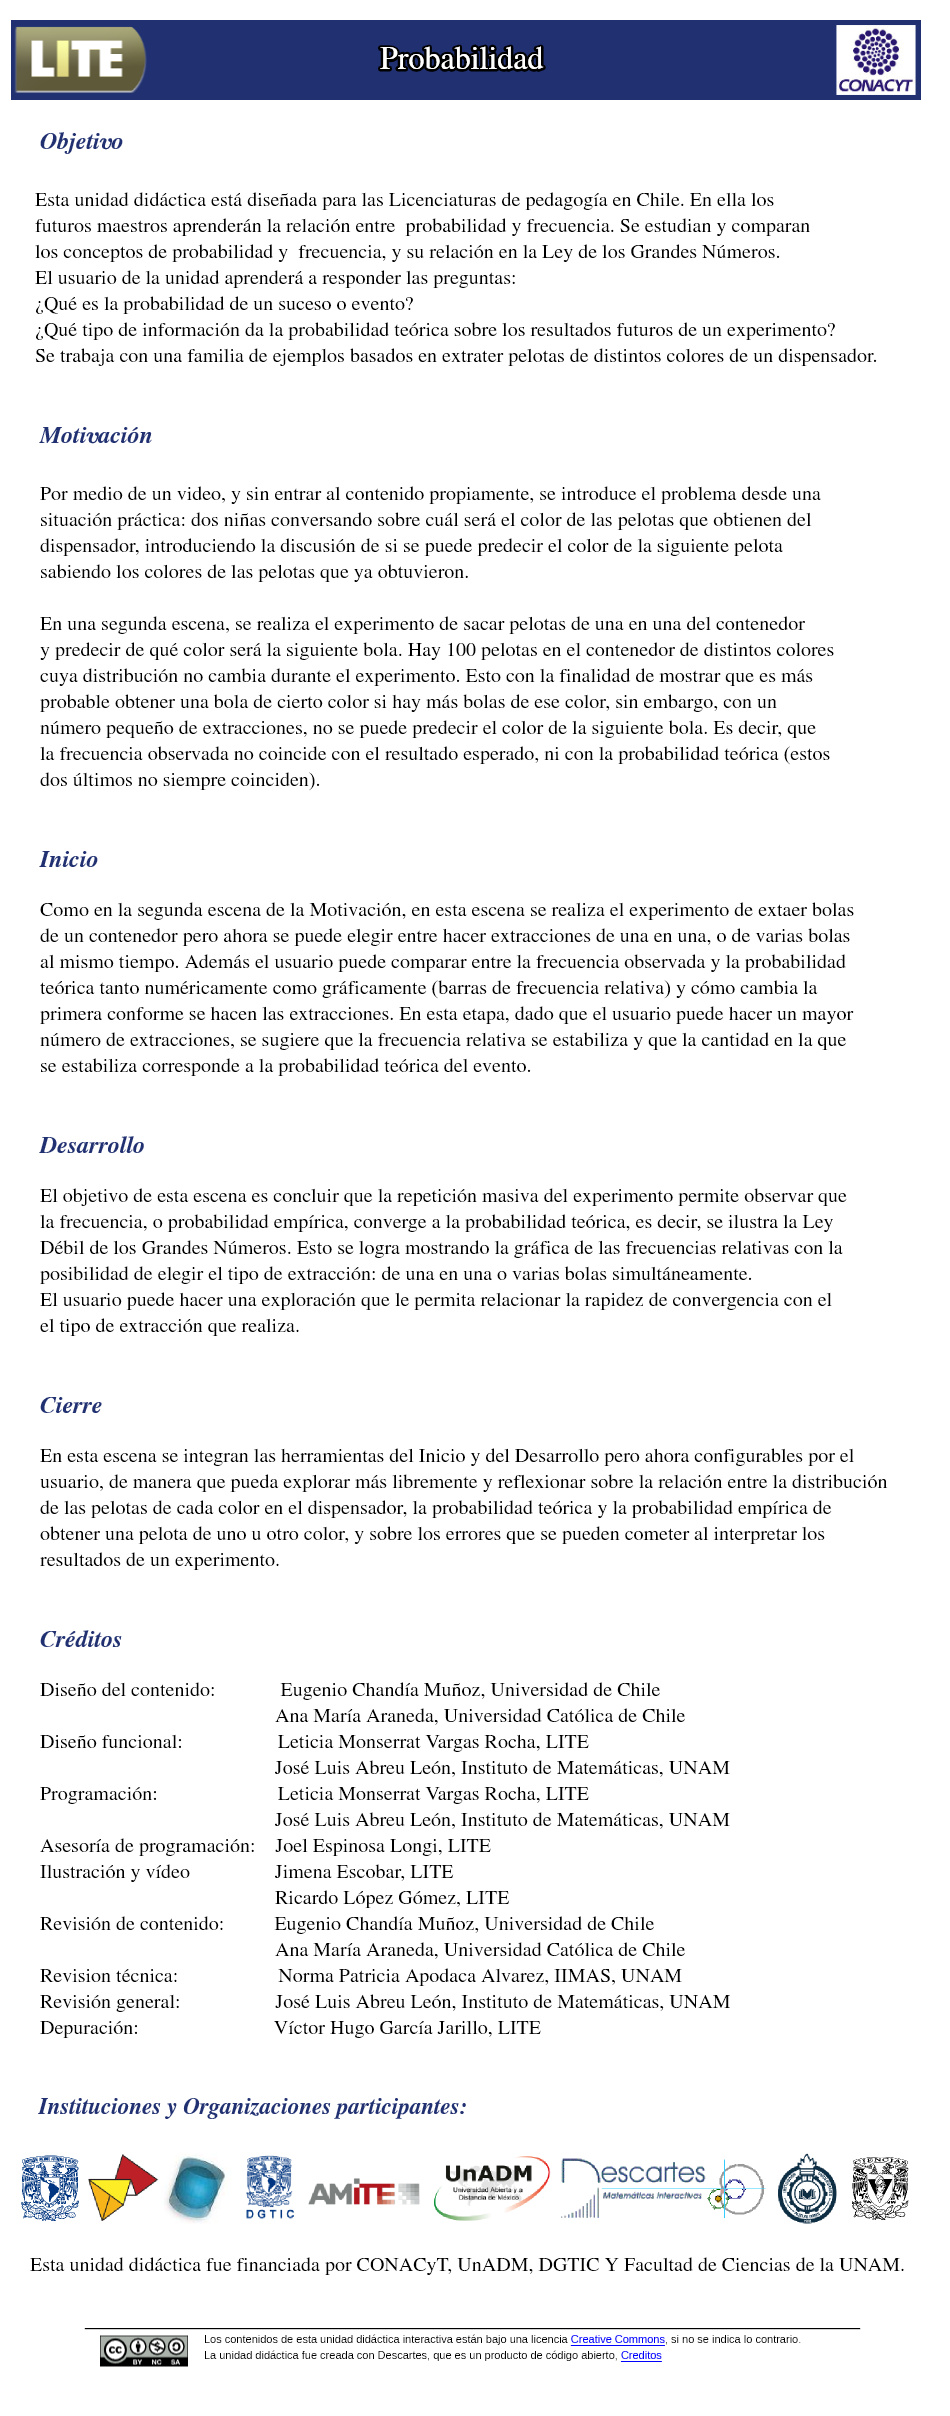 LITE
Probabilidad
CONACYT
Objetivo
Esta unidad didáctica está diseñada para las Licenciaturas de pedagogía en Chile. En ella los
futuros maestros aprenderán la relación entre  probabilidad y frecuencia. Se estudian y comparan
los conceptos de probabilidad y  frecuencia, y su relación en la Ley de los Grandes Números.
El usuario de la unidad aprenderá a responder las preguntas:
¿Qué es la probabilidad de un suceso o evento?
¿Qué tipo de información da la probabilidad teórica sobre los resultados futuros de un experimento?
Se trabaja con una familia de ejemplos basados en extrater pelotas de distintos colores de un dispensador.
Motivación
Por medio de un video, y sin entrar al contenido propiamente, se introduce el problema desde una
situación práctica: dos niñas conversando sobre cuál será el color de las pelotas que obtienen del
dispensador, introduciendo la discusión de si se puede predecir el color de la siguiente pelota
sabiendo los colores de las pelotas que ya obtuvieron.
En una segunda escena, se realiza el experimento de sacar pelotas de una en una del contenedor
y predecir de qué color será la siguiente bola. Hay 100 pelotas en el contenedor de distintos colores
cuya distribución no cambia durante el experimento. Esto con la finalidad de mostrar que es más
probable obtener una bola de cierto color si hay más bolas de ese color, sin embargo, con un
número pequeño de extracciones, no se puede predecir el color de la siguiente bola. Es decir, que
la frecuencia observada no coincide con el resultado esperado, ni con la probabilidad teórica (estos
dos últimos no siempre coinciden).
Inicio
Como en la segunda escena de la Motivación, en esta escena se realiza el experimento de extaer bolas
de un contenedor pero ahora se puede elegir entre hacer extracciones de una en una, o de varias bolas
al mismo tiempo. Además el usuario puede comparar entre la frecuencia observada y la probabilidad
teórica tanto numéricamente como gráficamente (barras de frecuencia relativa) y cómo cambia la
primera conforme se hacen las extracciones. En esta etapa, dado que el usuario puede hacer un mayor
número de extracciones, se sugiere que la frecuencia relativa se estabiliza y que la cantidad en la que
se estabiliza corresponde a la probabilidad teórica del evento.
Desarrollo
El objetivo de esta escena es concluir que la repetición masiva del experimento permite observar que
la frecuencia, o probabilidad empírica, converge a la probabilidad teórica, es decir, se ilustra la Ley
Débil de los Grandes Números. Esto se logra mostrando la gráfica de las frecuencias relativas con la
posibilidad de elegir el tipo de extracción: de una en una o varias bolas simultáneamente.
El usuario puede hacer una exploración que le permita relacionar la rapidez de convergencia con el
el tipo de extracción que realiza.
Cierre
En esta escena se integran las herramientas del Inicio y del Desarrollo pero ahora configurables por el
usuario, de manera que pueda explorar más libremente y reflexionar sobre la relación entre la distribución
de las pelotas de cada color en el dispensador, la probabilidad teórica y la probabilidad empírica de
obtener una pelota de uno u otro color, y sobre los errores que se pueden cometer al interpretar los
resultados de un experimento.
Créditos
Diseño del contenido: Eugenio Chandía Muñoz, Universidad de Chile
Ana María Araneda, Universidad Católica de Chile
Diseño funcional: Leticia Monserrat Vargas Rocha, LITE
José Luis Abreu León, Instituto de Matemáticas, UNAM
Programación: Leticia Monserrat Vargas Rocha, LITE
José Luis Abreu León, Instituto de Matemáticas, UNAM
Asesoría de programación: Joel Espinosa Longi, LITE
Ilustración y vídeo Jimena Escobar, LITE
Ricardo López Gómez, LITE
Revisión de contenido: Eugenio Chandía Muñoz, Universidad de Chile
Ana María Araneda, Universidad Católica de Chile
Revision técnica: Norma Patricia Apodaca Alvarez, IIMAS, UNAM
Revisión general: José Luis Abreu León, Instituto de Matemáticas, UNAM
Depuración: Víctor Hugo García Jarillo, LITE
Instituciones y Organizaciones participantes:
DGTIC
AMITE
UnADM
Universidad Abierta y a
Distancia de México
Descartes
Matemáticas interactivas
CIENCIAS
Esta unidad didáctica fue financiada por CONACyT, UnADM, DGTIC Y Facultad de Ciencias de la UNAM.
cc BY NC SA
Los contenidos de esta unidad didáctica interactiva están bajo una licencia Creative Commons, si no se indica lo contrario.
La unidad didáctica fue creada con Descartes, que es un producto de código abierto, Creditos